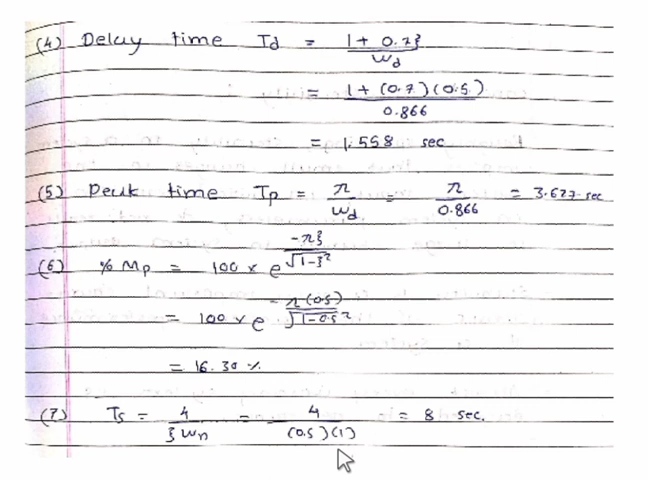 (4) Delay time Td = 1 + 0.7ξ / ωd
= 1 + (0.7)(0.5) / 0.866
= 1.558 sec
(5) Peak time Tp = π / ωd = π / 0.866 = 3.627 sec
(6) % Mp = 100 × e^(-πξ / √(1-ξ²))
= 100 × e^(-π(0.5) / √(1-0.5²))
= 16.30 %
(7) Ts = 4 / ξωn = 4 / (0.5)(1) = 8 sec.